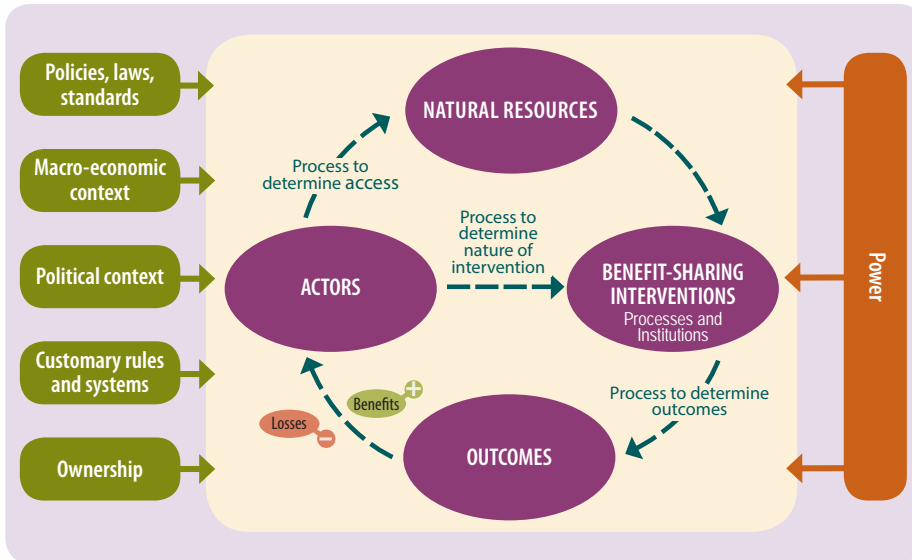 Policies, laws,
standards
Macro-economic
context
Political context
Customary rules
and systems
Ownership
NATURAL RESOURCES
Process to
determine access
Process to
determine
nature of
intervention
ACTORS
BENEFIT-SHARING
INTERVENTIONS
Processes and
Institutions
Process to determine
outcomes
Benefits
+
Losses
−
OUTCOMES
Power